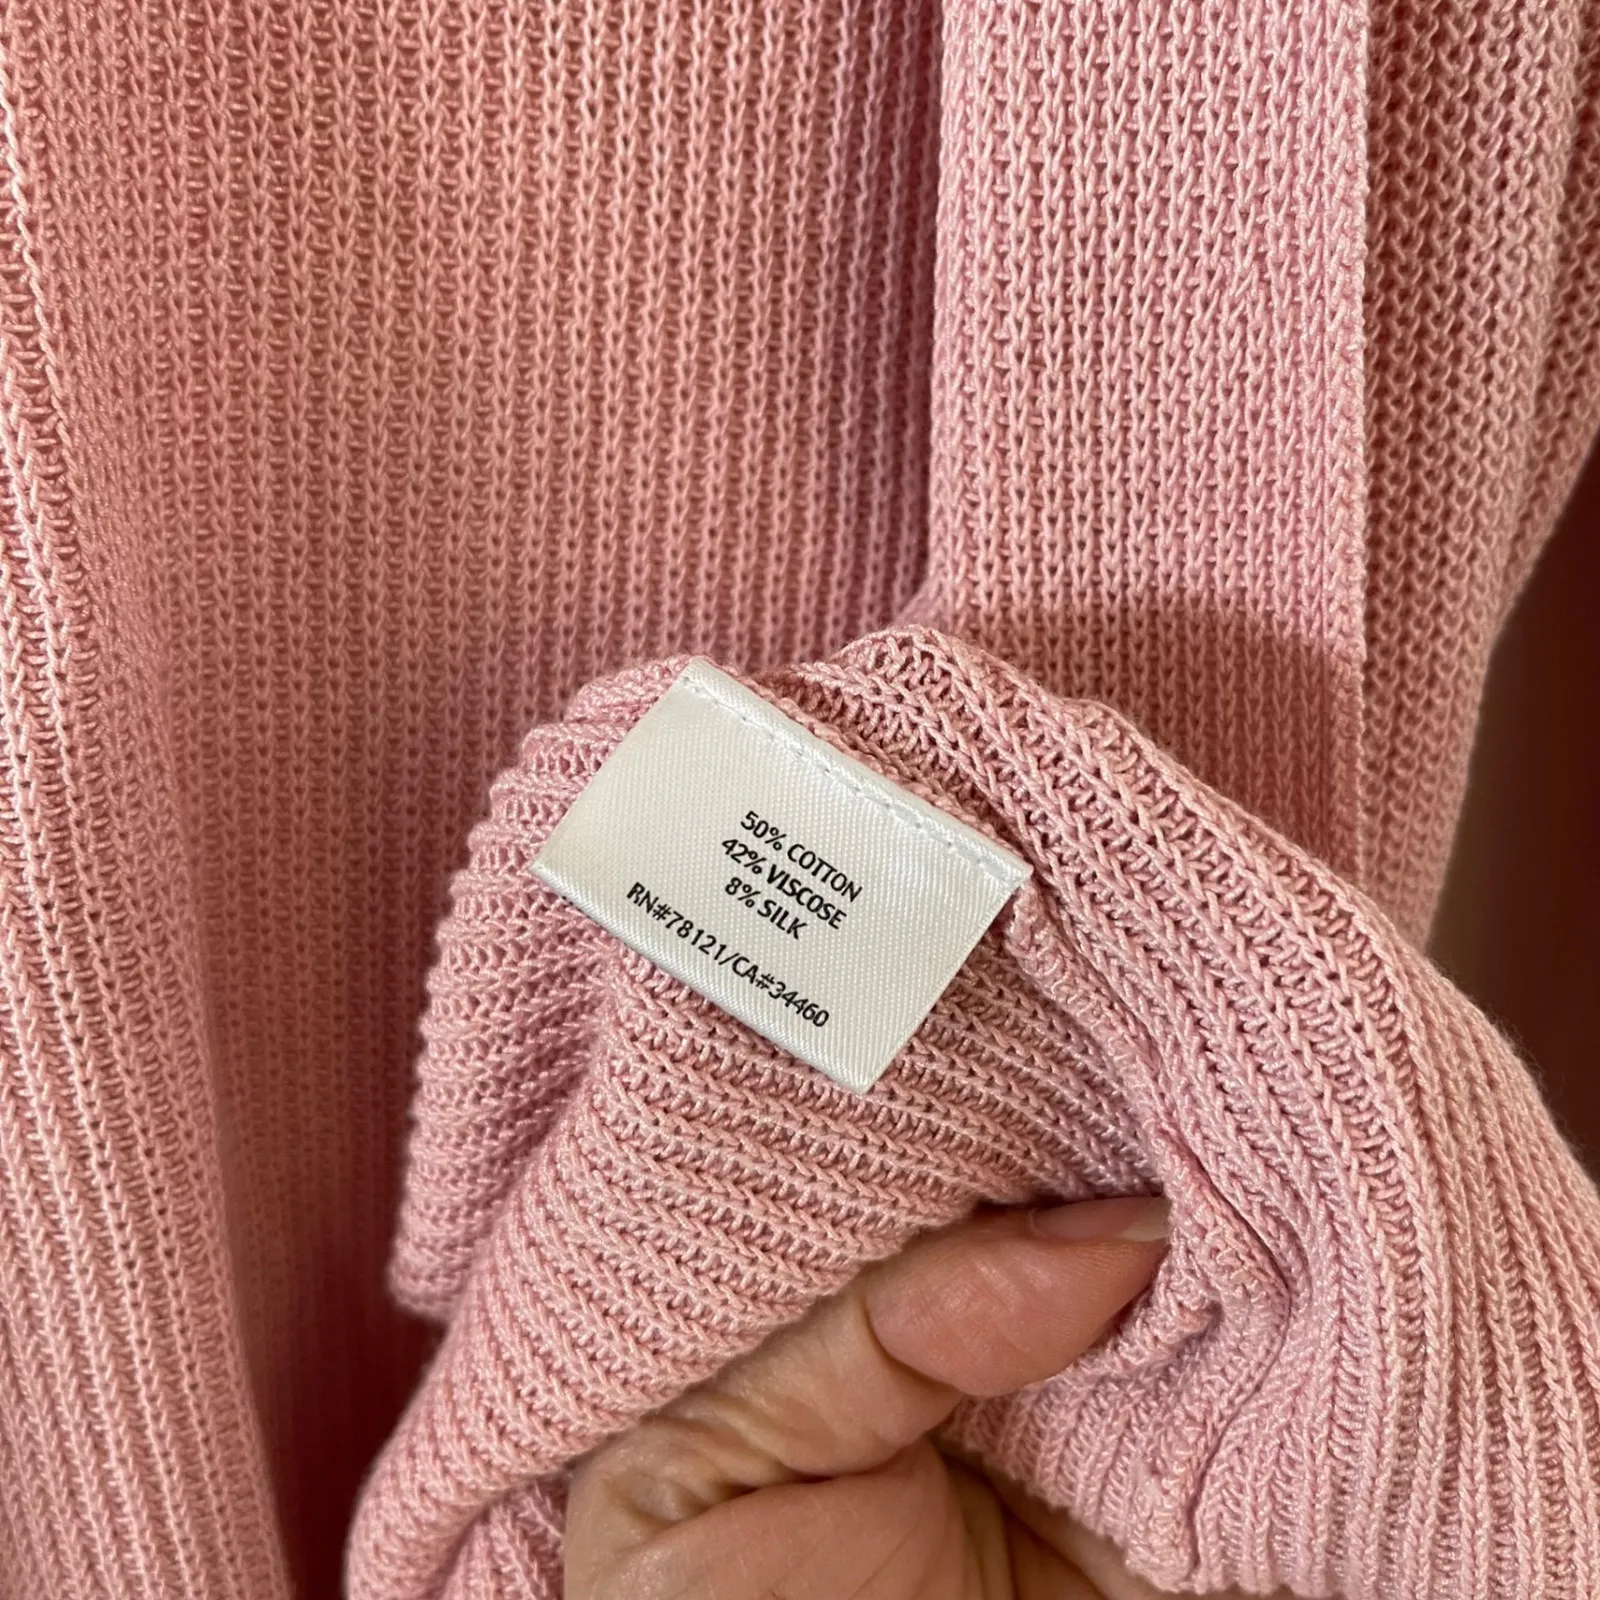 50% COTTON
42% VISCOSE
8% SILK
RN#78121/CA#34460